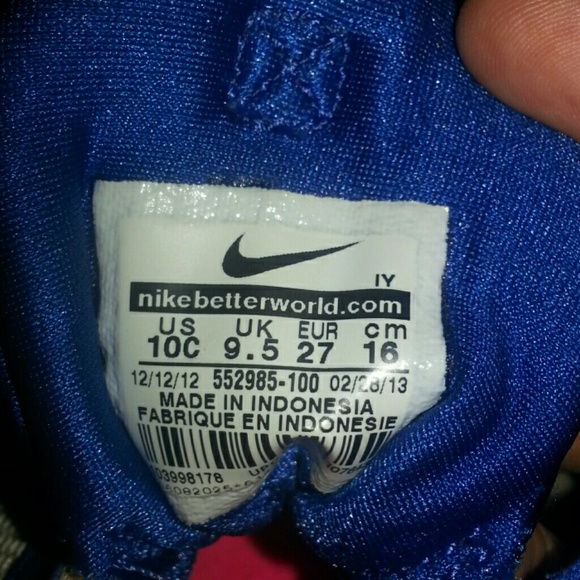 IY
nikebetterworld.com
US UK EUR cm
10C 9.5 27 16
12/12/12 552985-100 02/28/13
MADE IN INDONESIA
FABRIQUE EN INDONESIE
03998178